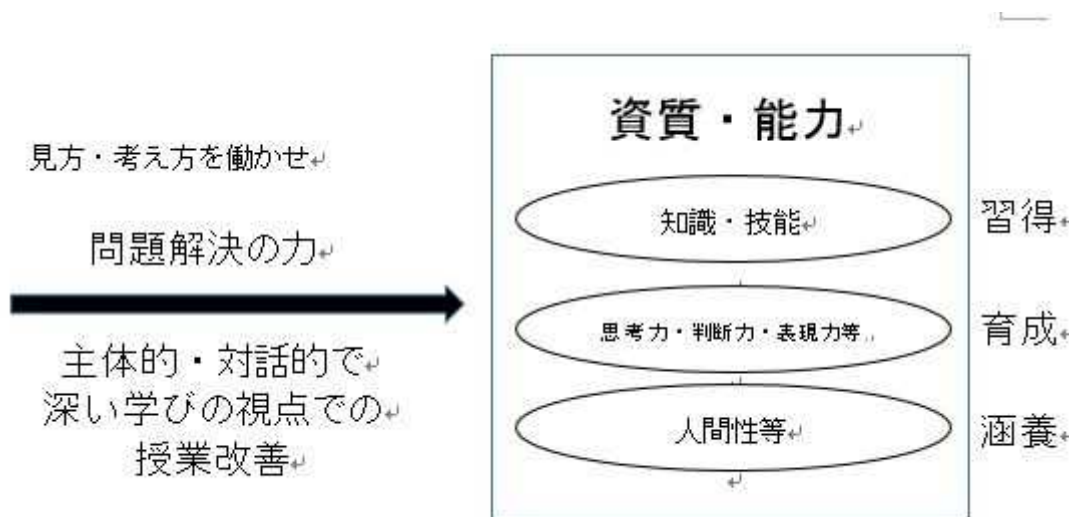 見方・考え方を働かせ
問題解決の力
主体的・対話的で
深い学びの視点での
授業改善
資質・能力
知識・技能
習得
思考力・判断力・表現力等
育成
人間性等
涵養